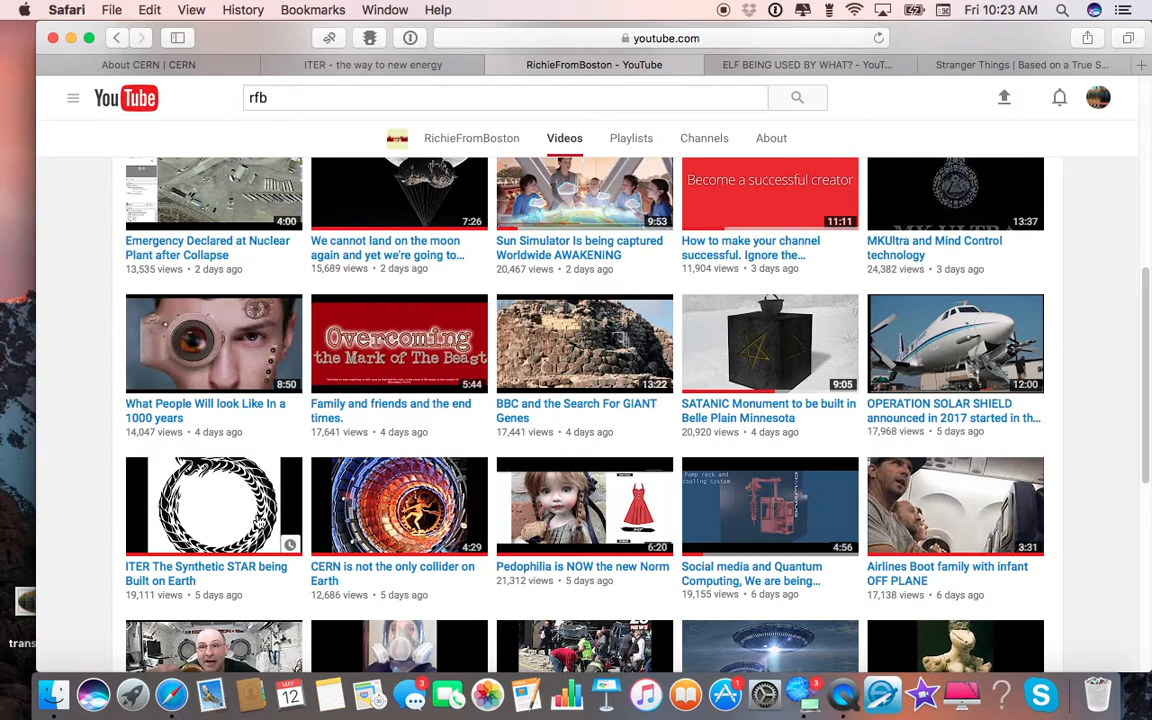 Safari File Edit View History Bookmarks Window Help Fri 10:23 AM
youtube.com
About CERN | CERN ITER - the way to new energy RichieFromBoston - YouTube ELF BEING USED BY WHAT? - YouT... Stranger Things | Based on a True S...
YouTube rfb
RichieFromBoston Videos Playlists Channels About
Become a successful creator
4:00 7:26 9:53 11:11 13:37
Emergency Declared at Nuclear
Plant after Collapse
13,535 views • 2 days ago
We cannot land on the moon
again and yet we're going to...
15,689 views • 2 days ago
Sun Simulator Is being captured
Worldwide AWAKENING
20,467 views • 2 days ago
How to make your channel
successful. Ignore the...
11,904 views • 3 days ago
MKUltra and Mind Control
technology
24,382 views • 3 days ago
Overcoming
the Mark of The Beast
8:50 5:44 13:22 9:05 12:00
What People Will look Like In a
1000 years
14,047 views • 4 days ago
Family and friends and the end
times.
17,641 views • 4 days ago
BBC and the Search For GIANT
Genes
17,441 views • 4 days ago
SATANIC Monument to be built in
Belle Plain Minnesota
20,920 views • 4 days ago
OPERATION SOLAR SHIELD
announced in 2017 started in th...
17,968 views • 5 days ago
Pump rack and
cooling system
4:29 6:20 4:56 3:31
ITER The Synthetic STAR being
Built on Earth
19,111 views • 5 days ago
CERN is not the only collider on
Earth
12,686 views • 5 days ago
Pedophilia is NOW the new Norm
21,312 views • 5 days ago
Social media and Quantum
Computing, We are being...
19,155 views • 6 days ago
Airlines Boot family with infant
OFF PLANE
17,138 views • 6 days ago
trans
MAY
12
3 1 3